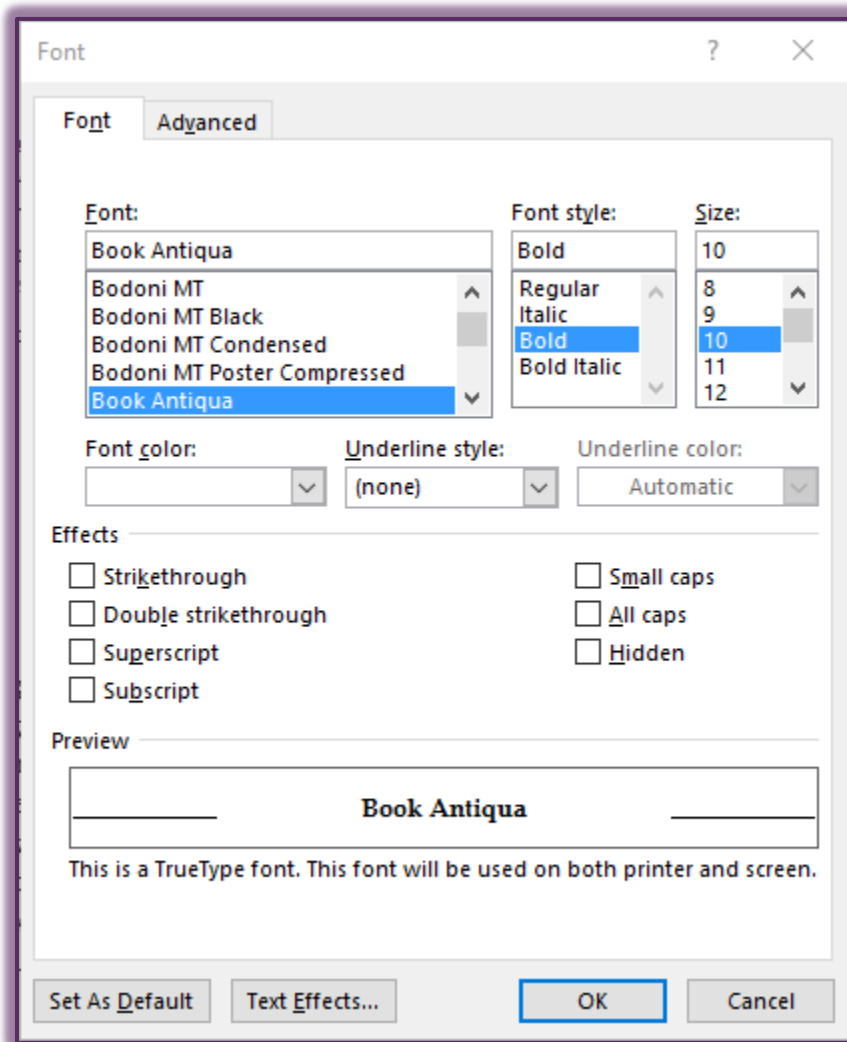 Font ?
Font Advanced
Font: Font style: Size:
Book Antiqua Bold 10
Bodoni MT Regular 8
Bodoni MT Black Italic 9
Bodoni MT Condensed Bold 10
Bodoni MT Poster Compressed Bold Italic 11
Book Antiqua 12
Font color: Underline style: Underline color:
(none) Automatic
Effects
Strikethrough Small caps
Double strikethrough All caps
Superscript Hidden
Subscript
Preview
Book Antiqua
This is a TrueType font. This font will be used on both printer and screen.
Set As Default Text Effects... OK Cancel